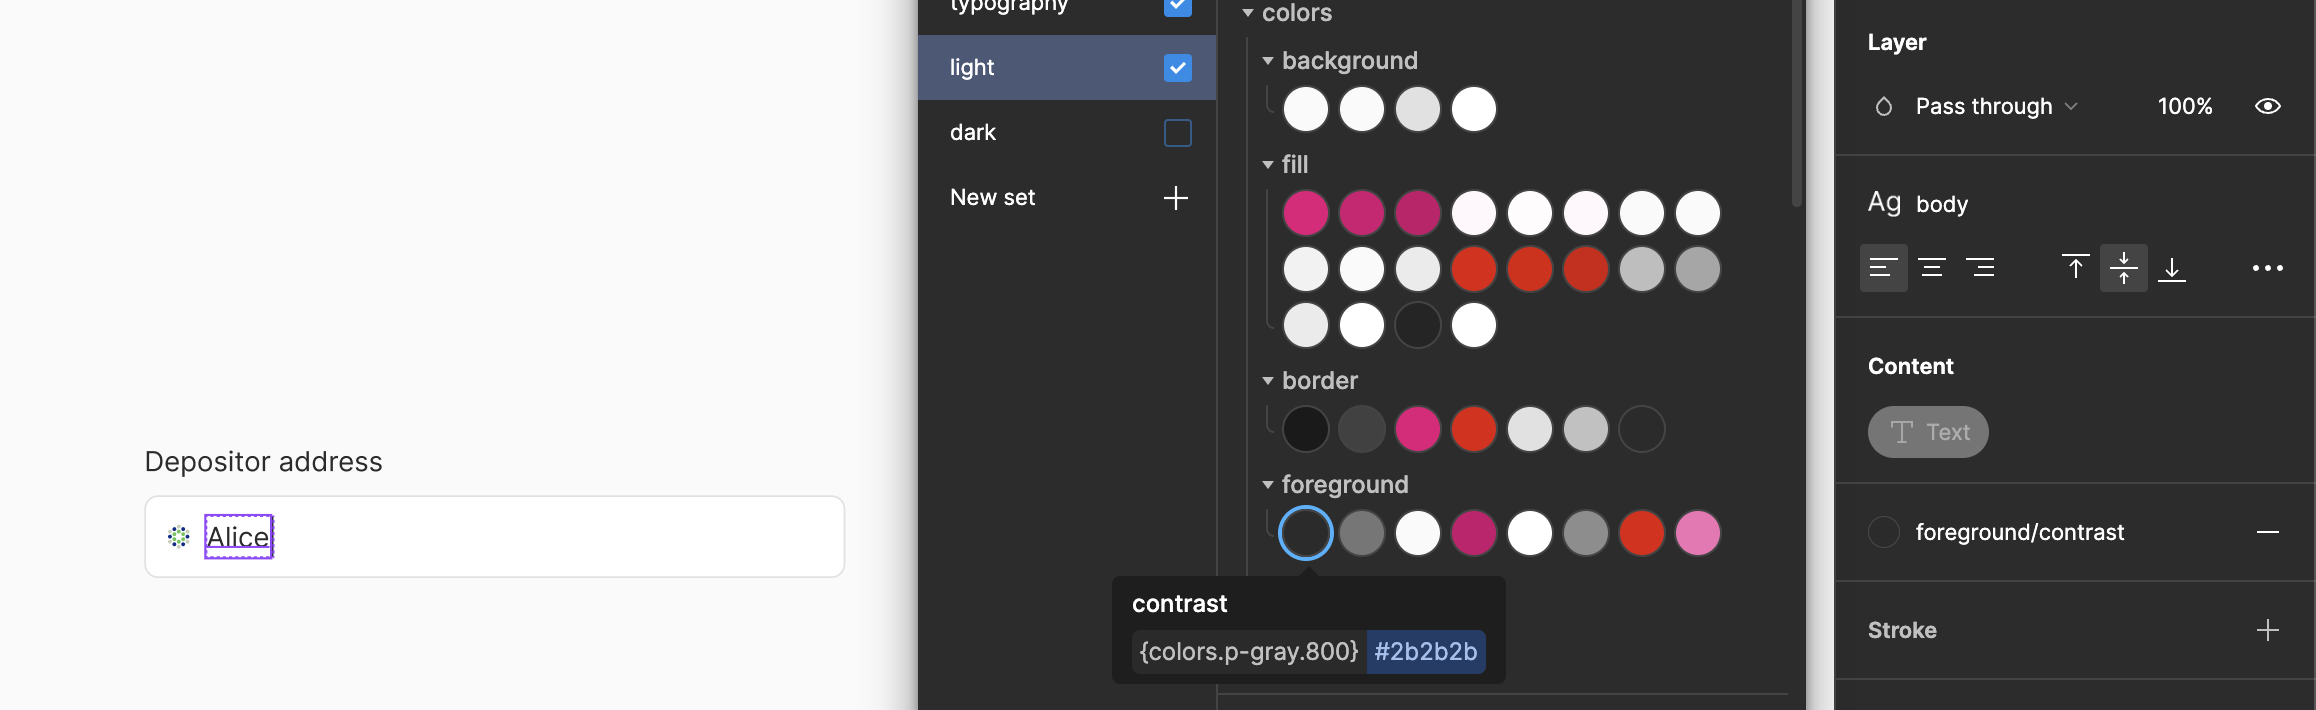 Depositor address
Alice
typography
light
dark
New set
colors
background
fill
border
foreground
contrast
{colors.p-gray.800} #2b2b2b
Layer
Pass through 100%
Ag body
Content
Text
foreground/contrast
Stroke